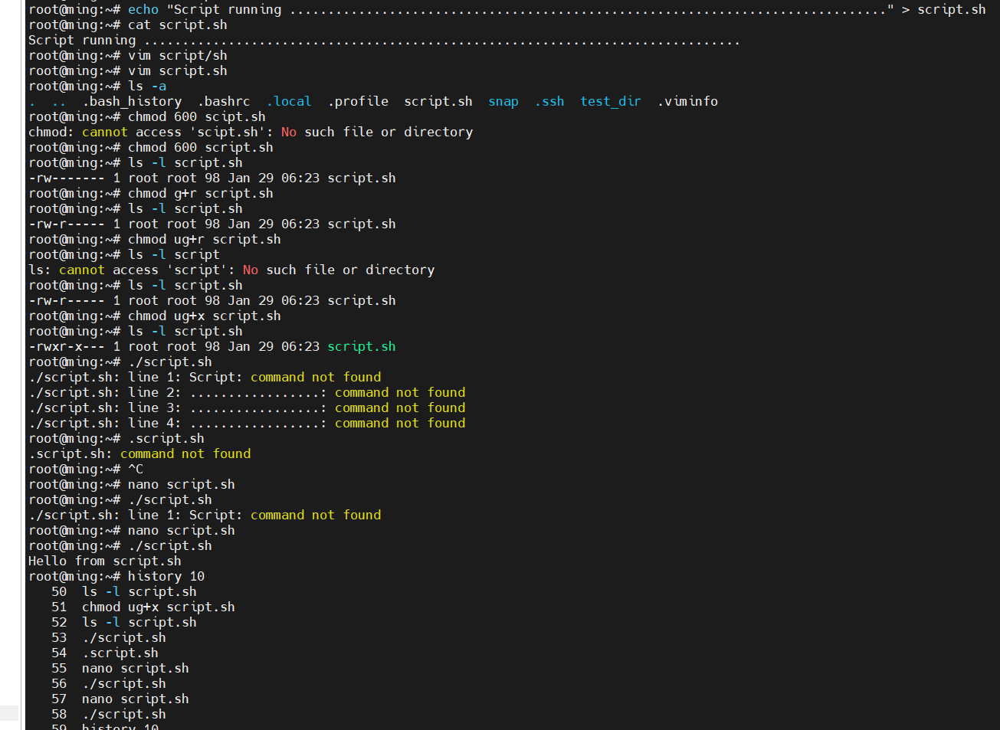 root@ming:~# echo "Script running .............................................................................." > script.sh
root@ming:~# cat script.sh
Script running ..............................................................................
root@ming:~# vim script/sh
root@ming:~# vim script.sh
root@ming:~# ls -a
.  ..  .bash_history  .bashrc  .local  .profile  script.sh  snap  .ssh  test_dir  .viminfo
root@ming:~# chmod 600 scipt.sh
chmod: cannot access 'scipt.sh': No such file or directory
root@ming:~# chmod 600 script.sh
root@ming:~# ls -l script.sh
-rw------- 1 root root 98 Jan 29 06:23 script.sh
root@ming:~# chmod g+r script.sh
root@ming:~# ls -l script.sh
-rw-r----- 1 root root 98 Jan 29 06:23 script.sh
root@ming:~# chmod ug+r script.sh
root@ming:~# ls -l script
ls: cannot access 'script': No such file or directory
root@ming:~# ls -l script.sh
-rw-r----- 1 root root 98 Jan 29 06:23 script.sh
root@ming:~# chmod ug+x script.sh
root@ming:~# ls -l script.sh
-rwxr-x--- 1 root root 98 Jan 29 06:23 script.sh
root@ming:~# ./script.sh
./script.sh: line 1: Script: command not found
./script.sh: line 2: .................: command not found
./script.sh: line 3: .................: command not found
./script.sh: line 4: .................: command not found
root@ming:~# .script.sh
.script.sh: command not found
root@ming:~# ^C
root@ming:~# nano script.sh
root@ming:~# ./script.sh
./script.sh: line 1: Script: command not found
root@ming:~# nano script.sh
root@ming:~# ./script.sh
Hello from script.sh
root@ming:~# history 10
50  ls -l script.sh
51  chmod ug+x script.sh
52  ls -l script.sh
53  ./script.sh
54  .script.sh
55  nano script.sh
56  ./script.sh
57  nano script.sh
58  ./script.sh
59  history 10